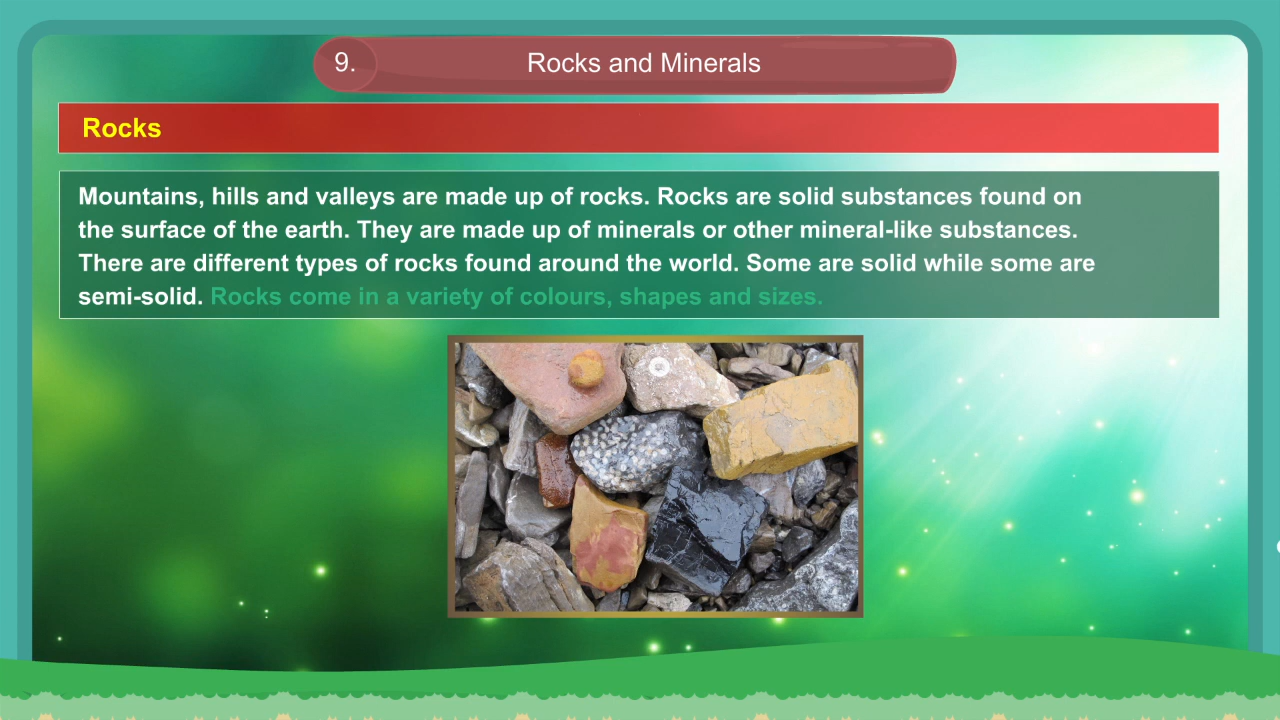 9.
Rocks and Minerals
Rocks
Mountains, hills and valleys are made up of rocks. Rocks are solid substances found on
the surface of the earth. They are made up of minerals or other mineral-like substances.
There are different types of rocks found around the world. Some are solid while some are
semi-solid. Rocks come in a variety of colours, shapes and sizes.